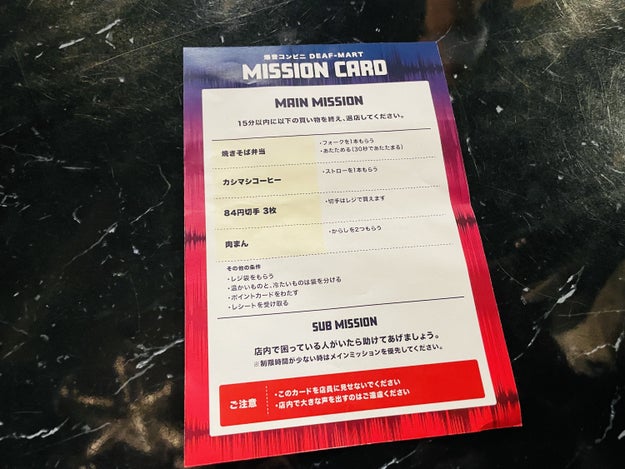 爆音コンビニ DEAF-MART
MISSION CARD
MAIN MISSION
15分以内に以下の買い物を終え、退店してください。
焼きそば弁当
・フォークを1本もらう
・あたためる(30秒であたたまる)
カシマシコーヒー
・ストローを1本もらう
84円切手 3枚
・切手はレジで買えます
肉まん
・からしを2つもらう
その他の条件
・レジ袋をもらう
・温かいものと、冷たいものは袋を分ける
・ポイントカードをわたす
・レシートを受け取る
SUB MISSION
店内で困っている人がいたら助けてあげましょう。
※制限時間が少ない時はメインミッションを優先してください。
ご注意
・このカードを店員に見せないでください
・店内で大きな声を出すのはご遠慮ください